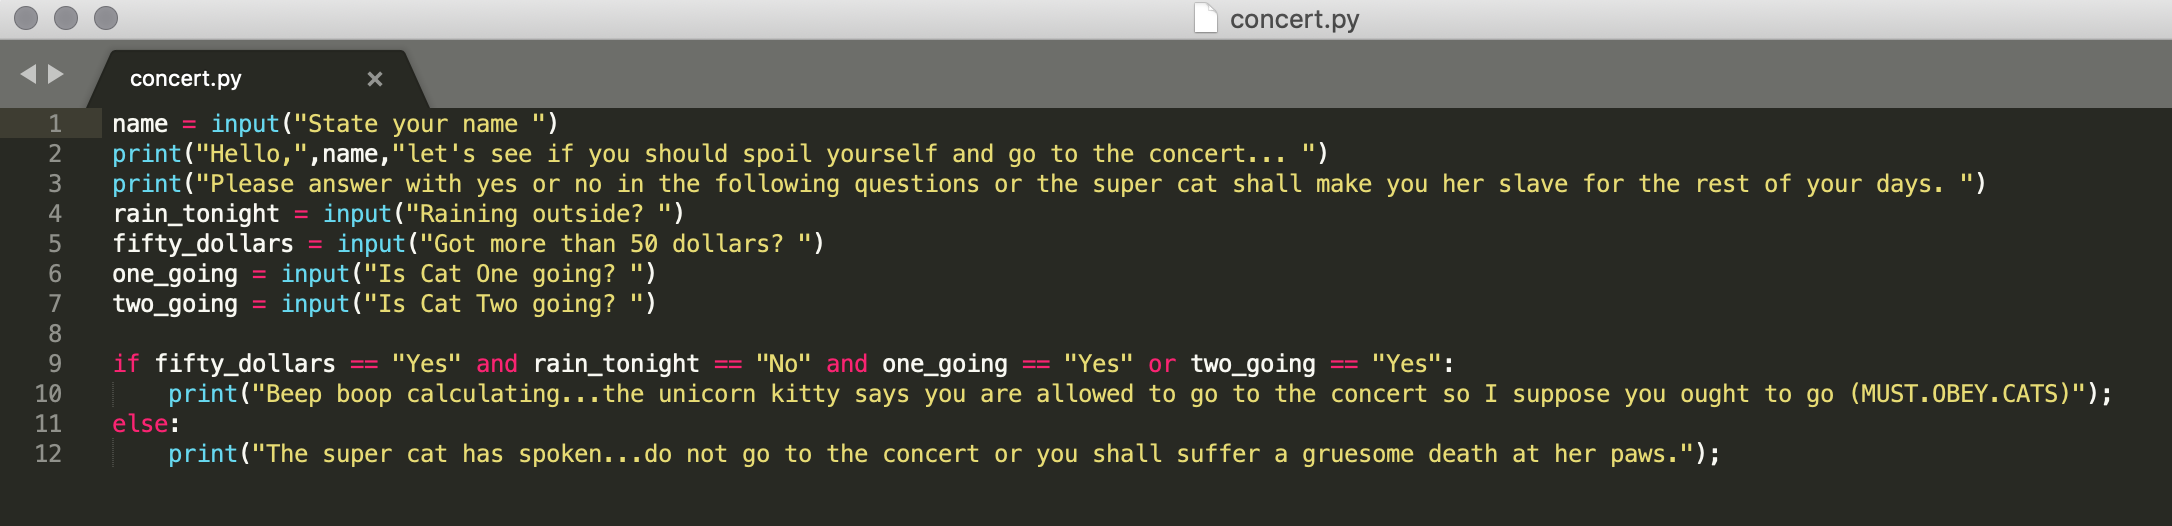 concert.py
concert.py ×
1 name = input("State your name ")
2 print("Hello,",name,"let's see if you should spoil yourself and go to the concert... ")
3 print("Please answer with yes or no in the following questions or the super cat shall make you her slave for the rest of your days. ")
4 rain_tonight = input("Raining outside? ")
5 fifty_dollars = input("Got more than 50 dollars? ")
6 one_going = input("Is Cat One going? ")
7 two_going = input("Is Cat Two going? ")
8
9 if fifty_dollars == "Yes" and rain_tonight == "No" and one_going == "Yes" or two_going == "Yes":
10     print("Beep boop calculating...the unicorn kitty says you are allowed to go to the concert so I suppose you ought to go (MUST.OBEY.CATS)");
11 else:
12     print("The super cat has spoken...do not go to the concert or you shall suffer a gruesome death at her paws.");